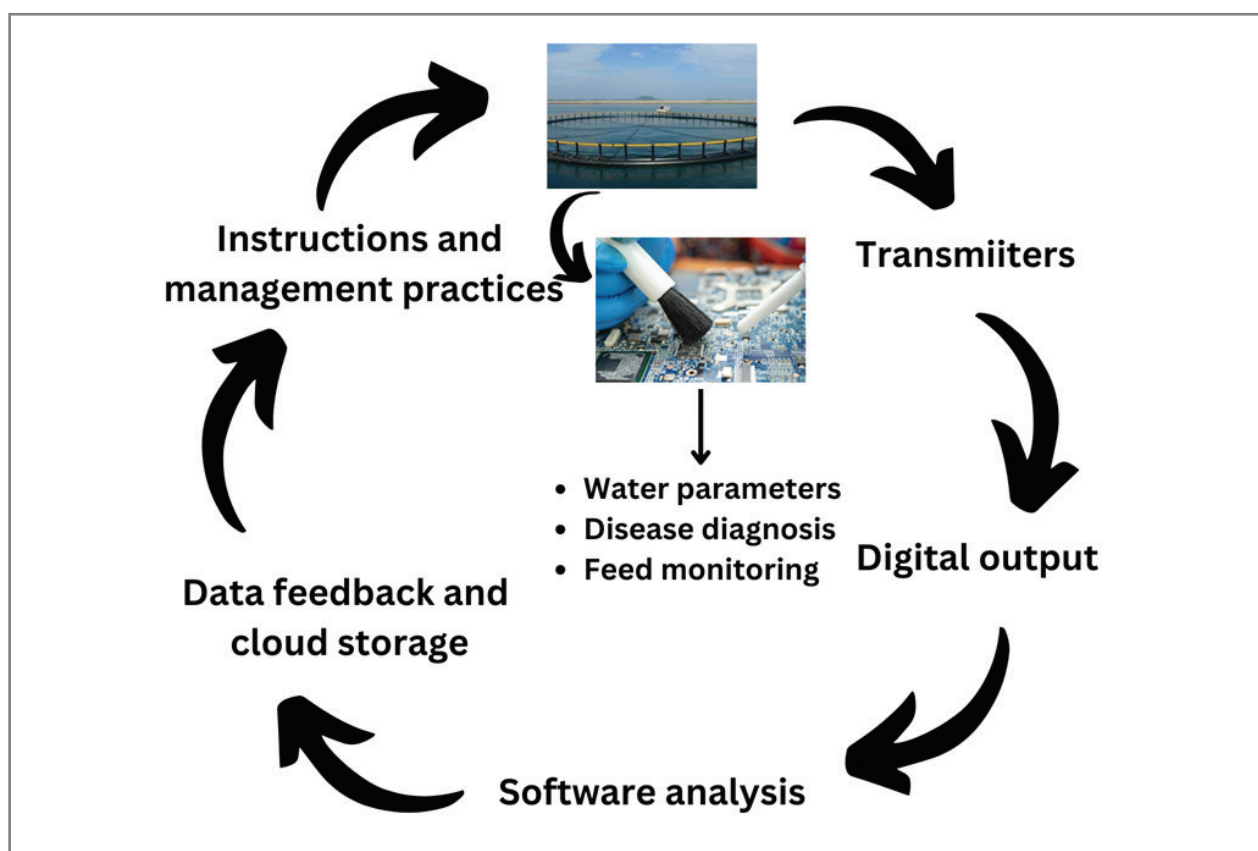 Instructions and
management practices
Transmiiters
• Water parameters
• Disease diagnosis
• Feed monitoring
Digital output
Data feedback and
cloud storage
Software analysis